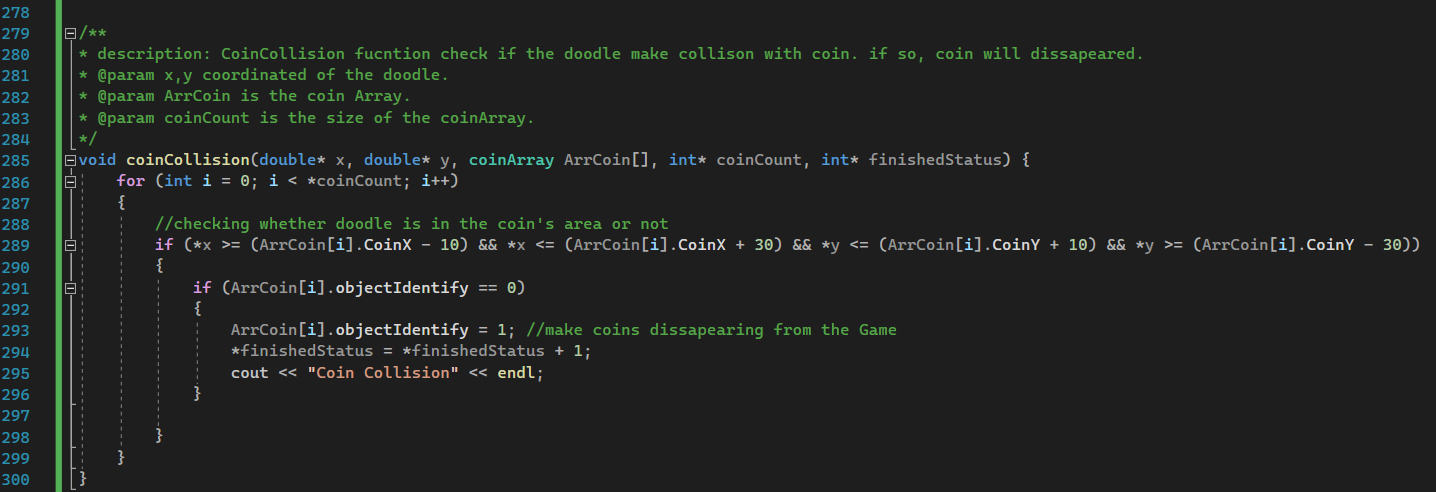 278
279 /**
280 * description: CoinCollision fucntion check if the doodle make collison with coin. if so, coin will dissapeared.
281 * @param x,y coordinated of the doodle.
282 * @param ArrCoin is the coin Array.
283 * @param coinCount is the size of the coinArray.
284 */
285 void coinCollision(double* x, double* y, coinArray ArrCoin[], int* coinCount, int* finishedStatus) {
286 for (int i = 0; i < *coinCount; i++)
287 {
288 //checking whether doodle is in the coin's area or not
289 if (*x >= (ArrCoin[i].CoinX - 10) && *x <= (ArrCoin[i].CoinX + 30) && *y <= (ArrCoin[i].CoinY + 10) && *y >= (ArrCoin[i].CoinY - 30))
290 {
291 if (ArrCoin[i].objectIdentify == 0)
292 {
293 ArrCoin[i].objectIdentify = 1; //make coins dissapearing from the Game
294 *finishedStatus = *finishedStatus + 1;
295 cout << "Coin Collision" << endl;
296 }
297
298 }
299 }
300 }